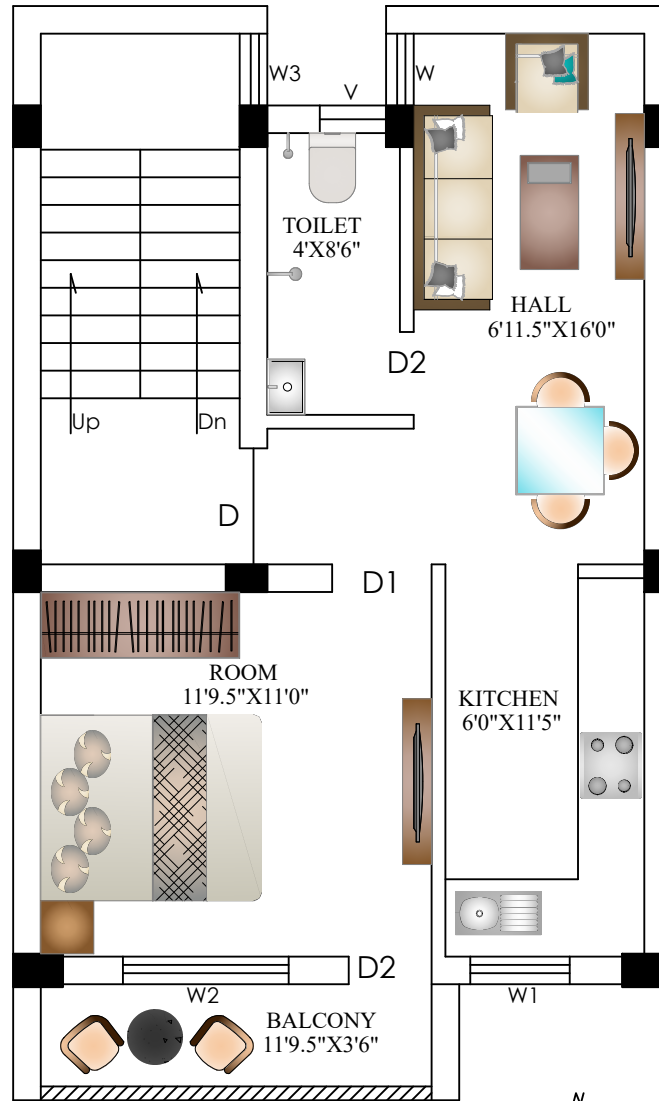 W3
W
V
TOILET
4'X8'6"
HALL
6'11.5"X16'0"
D2
Up
Dn
D
D1
ROOM
11'9.5"X11'0"
KITCHEN
6'0"X11'5"
D2
W2
W1
BALCONY
11'9.5"X3'6"
N